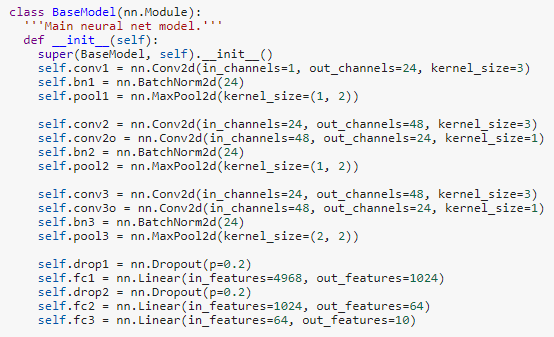 class BaseModel(nn.Module):
  '''Main neural net model.'''
  def __init__(self):
    super(BaseModel, self).__init__()
    self.conv1 = nn.Conv2d(in_channels=1, out_channels=24, kernel_size=3)
    self.bn1 = nn.BatchNorm2d(24)
    self.pool1 = nn.MaxPool2d(kernel_size=(1, 2))

    self.conv2 = nn.Conv2d(in_channels=24, out_channels=48, kernel_size=3)
    self.conv2o = nn.Conv2d(in_channels=48, out_channels=24, kernel_size=1)
    self.bn2 = nn.BatchNorm2d(24)
    self.pool2 = nn.MaxPool2d(kernel_size=(1, 2))

    self.conv3 = nn.Conv2d(in_channels=24, out_channels=48, kernel_size=3)
    self.conv3o = nn.Conv2d(in_channels=48, out_channels=24, kernel_size=1)
    self.bn3 = nn.BatchNorm2d(24)
    self.pool3 = nn.MaxPool2d(kernel_size=(2, 2))

    self.drop1 = nn.Dropout(p=0.2)
    self.fc1 = nn.Linear(in_features=4968, out_features=1024)
    self.drop2 = nn.Dropout(p=0.2)
    self.fc2 = nn.Linear(in_features=1024, out_features=64)
    self.fc3 = nn.Linear(in_features=64, out_features=10)